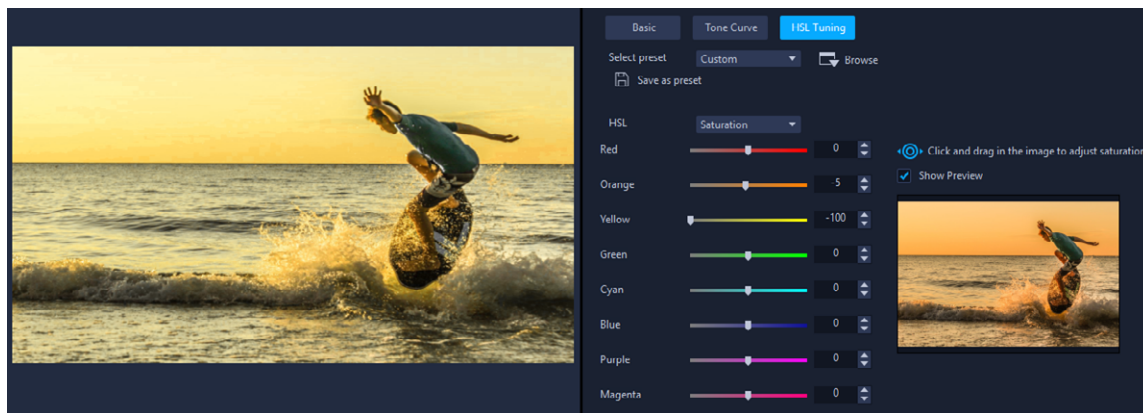 Basic Tone Curve HSL Tuning
Select preset Custom Browse
Save as preset
HSL Saturation
Red 0
Click and drag in the image to adjust saturation
Show Preview
Orange -5
Yellow -100
Green 0
Cyan 0
Blue 0
Purple 0
Magenta 0